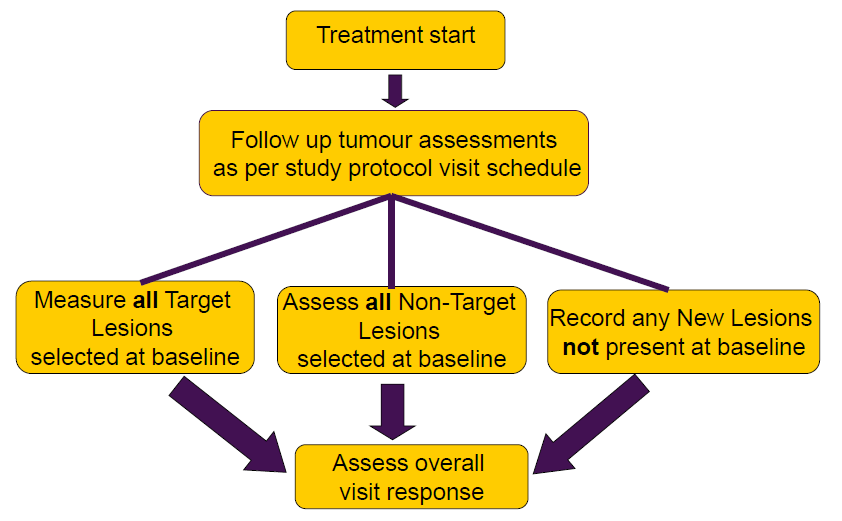 Treatment start
Follow up tumour assessments
as per study protocol visit schedule
Measure all Target
Lesions
selected at baseline
Assess all Non-Target
Lesions
selected at baseline
Record any New Lesions
not present at baseline
Assess overall
visit response